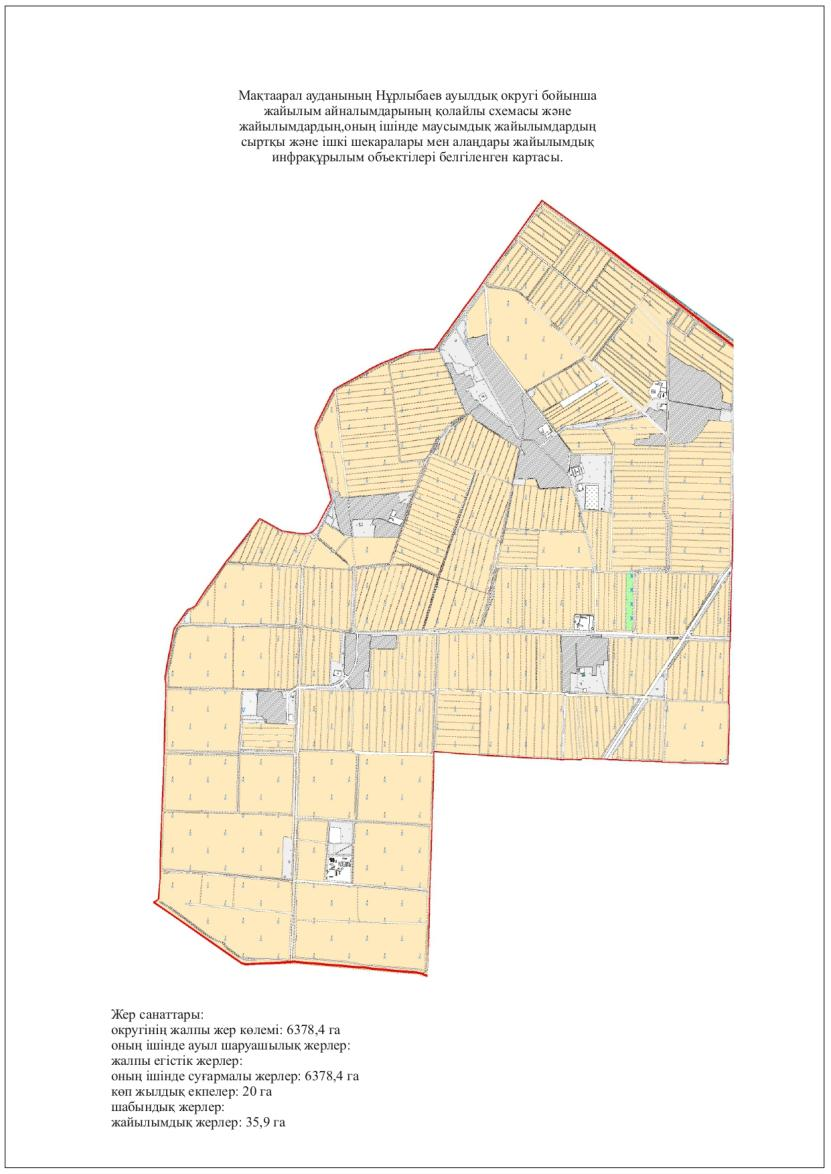 Мақтаарал ауданының Нұрлыбаев ауылдық округі бойынша
жайылым айналымдарының қолайлы схемасы және
жайылымдардың,оның ішінде маусымдық жайылымдардың
сыртқы және ішкі шекаралары мен алаңдары жайылымдық
инфрақұрылым объектілері белгіленген картасы.
Жер санаттары:
округінің жалпы жер көлемі: 6378,4 га
оның ішінде ауыл шаруашылық жерлер:
жалпы егістік жерлер:
оның ішінде суғармалы жерлер: 6378,4 га
көп жылдық екпелер: 20 га
шабындық жерлер:
жайылымдық жерлер: 35,9 га